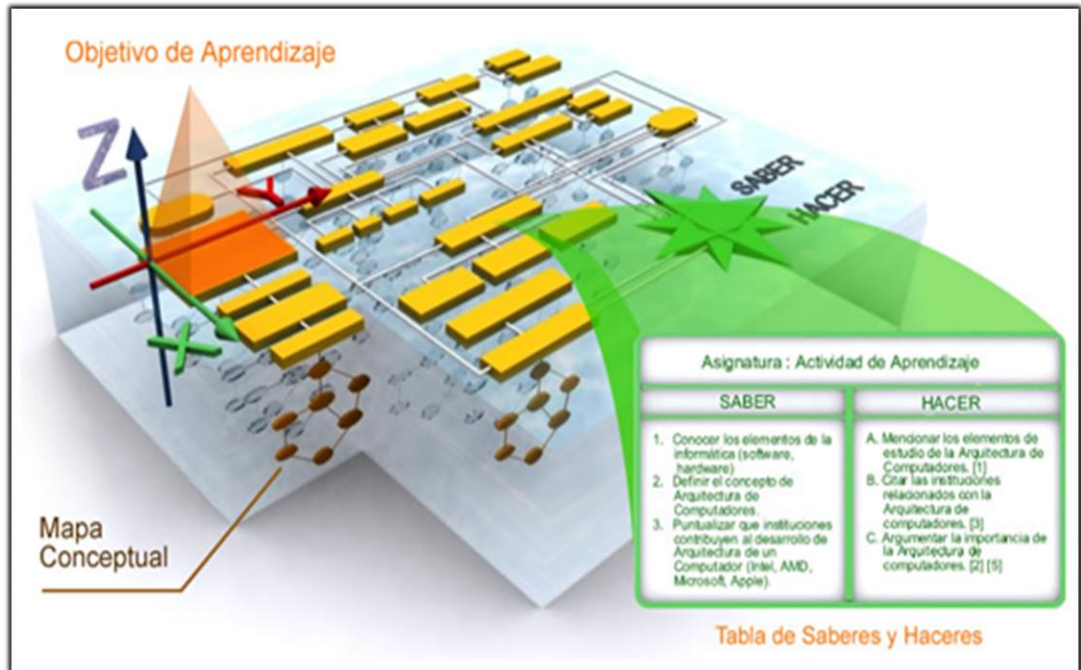 Objetivo de Aprendizaje
Z
Y
X
SABER
HACER
Mapa
Conceptual
Asignatura : Actividad de Aprendizaje
SABER
1. Conocer los elementos de la
informática (software,
hardware)
2. Definir el concepto de
Arquitectura de
Computadores.
3. Puntualizar que instituciones
contribuyen al desarrollo de
Arquitectura de un
Computador (Intel, AMD,
Microsoft, Apple).
HACER
A. Mencionar los elementos de
estudio de la Arquitectura de
Computadores. [1]
B. Citar las instituciones
relacionados con la
Arquitectura de
computadores. [3]
C. Argumentar la importancia de
la Arquitectura de
computadores. [2] [5]
Tabla de Saberes y Haceres